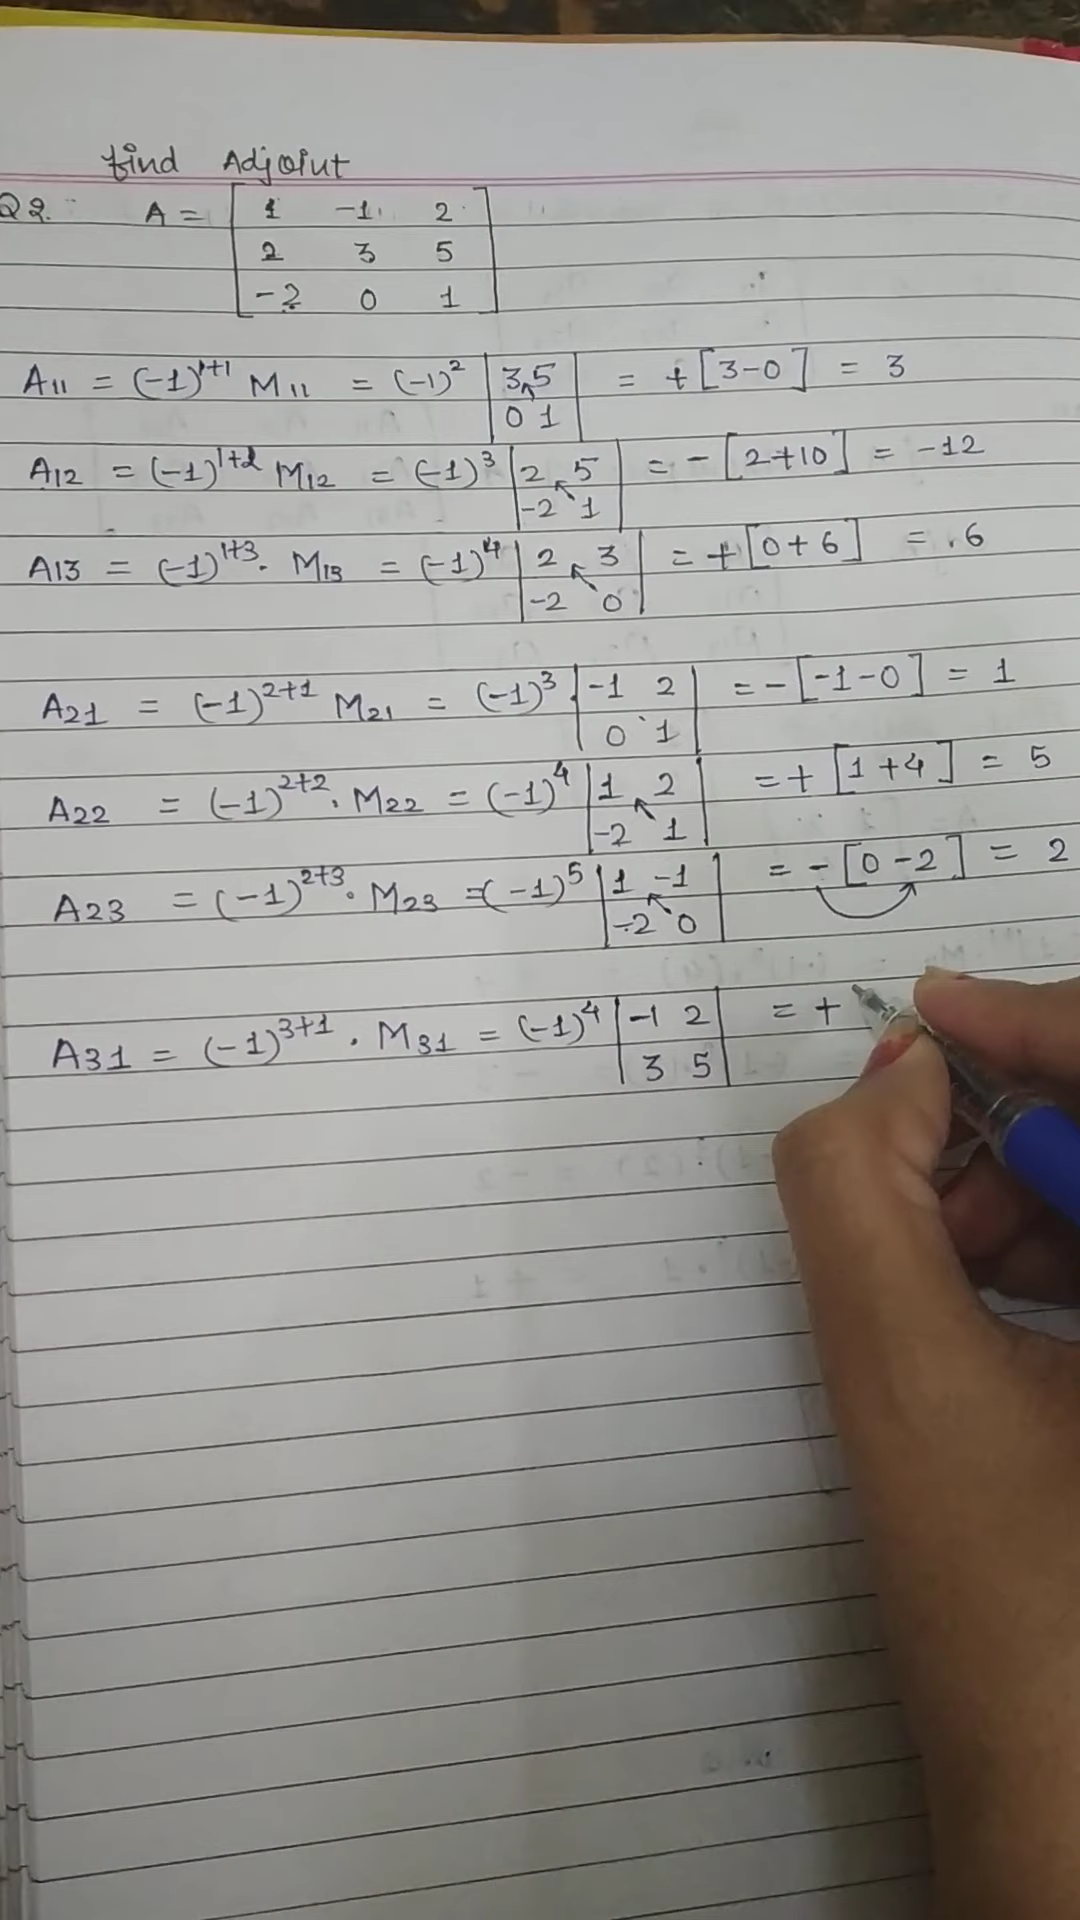 find Adjoint
Q2. A = [ 1 -1 2
2 3 5
-2 0 1 ]
A11 = (-1)^1+1 M11 = (-1)^2 | 3 5 | = +[3-0] = 3
0 1
A12 = (-1)^1+2 M12 = (-1)^3 | 2 5 | = -[2+10] = -12
-2 1
A13 = (-1)^1+3 . M13 = (-1)^4 | 2 3 | = +[0+6] = .6
-2 0
A21 = (-1)^2+1 M21 = (-1)^3 . | -1 2 | = -[-1-0] = 1
0 1
A22 = (-1)^2+2 . M22 = (-1)^4 | 1 2 | = +[1+4] = 5
-2 1
A23 = (-1)^2+3 . M23 = (-1)^5 | 1 -1 | = -[0-2] = 2
-2 0
A31 = (-1)^3+1 . M31 = (-1)^4 | -1 2 | = +
3 5